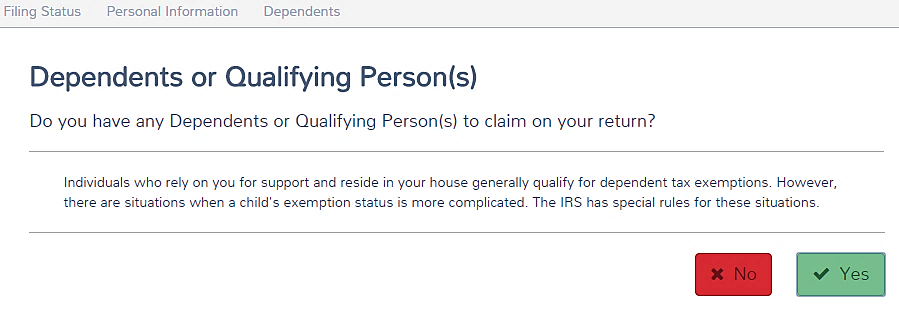 Filing Status Personal Information Dependents
Dependents or Qualifying Person(s)
Do you have any Dependents or Qualifying Person(s) to claim on your return?
Individuals who rely on you for support and reside in your house generally qualify for dependent tax exemptions. However,
there are situations when a child's exemption status is more complicated. The IRS has special rules for these situations.
No Yes